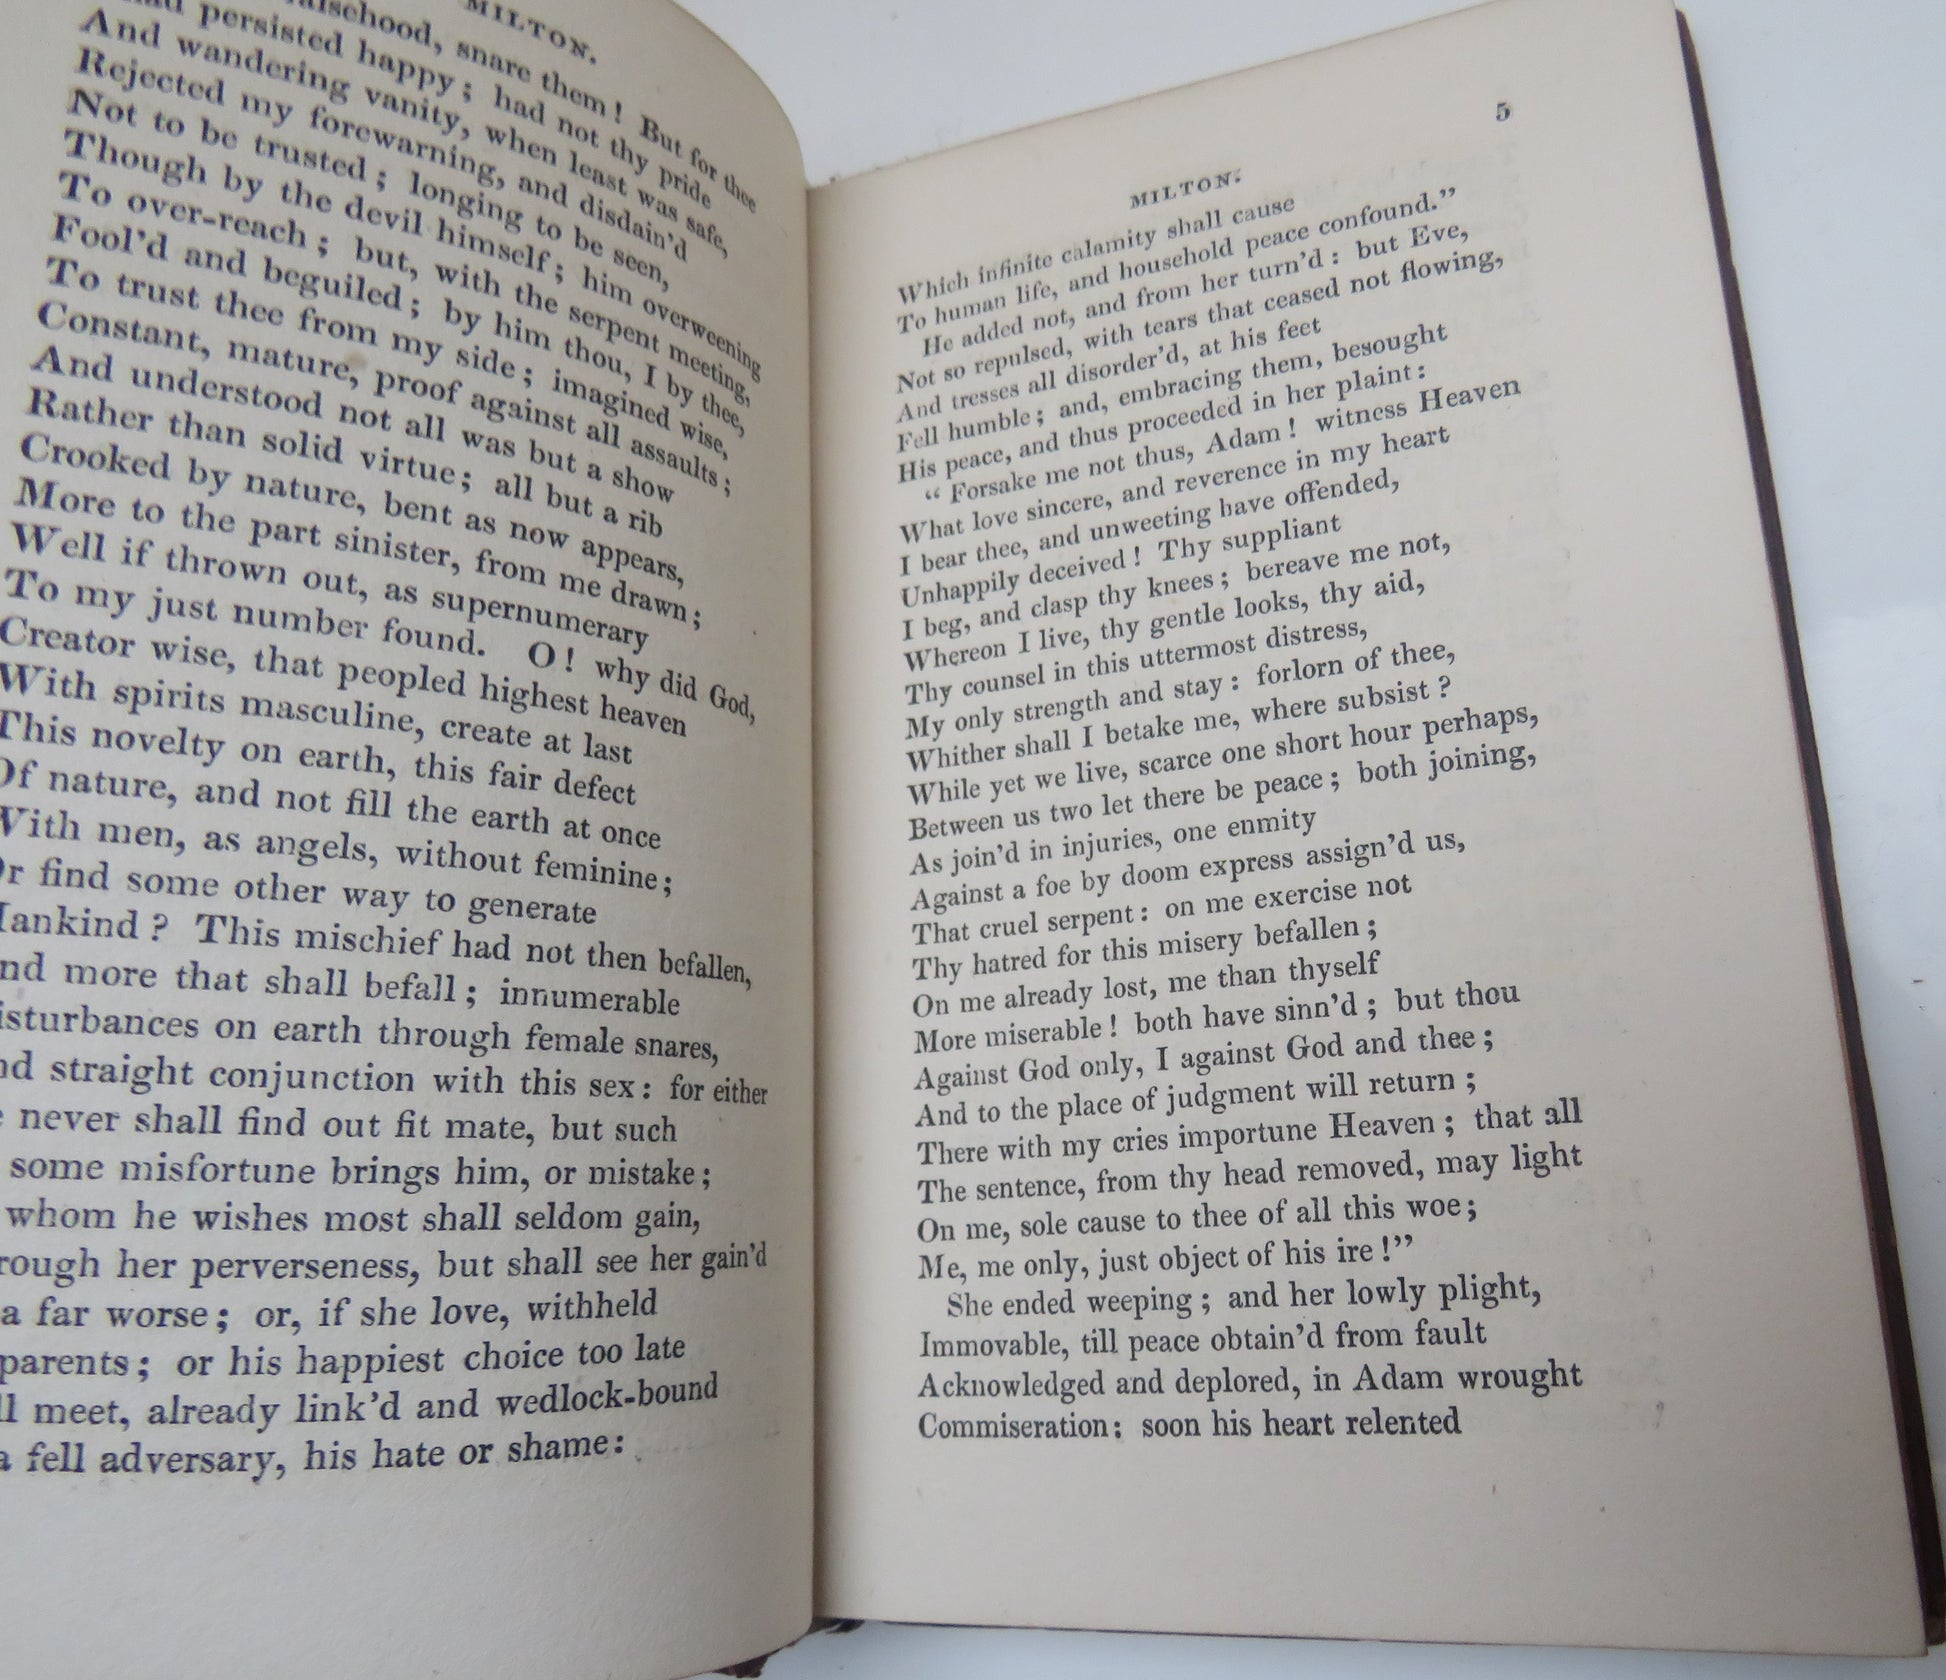 MILTON.
falsehood, snare them! But for thee
had persisted happy; had not thy pride
And wandering vanity, when least was safe,
Rejected my forewarning, and disdain'd
Not to be trusted; longing to be seen,
Though by the devil himself; him overweening
To over-reach; but, with the serpent meeting,
Fool'd and beguiled; by him thou, I by thee,
To trust thee from my side; imagined wise,
Constant, mature, proof against all assaults;
And understood not all was but a show
Rather than solid virtue; all but a rib
Crooked by nature, bent as now appears,
More to the part sinister, from me drawn;
Well if thrown out, as supernumerary
To my just number found. O! why did God,
Creator wise, that peopled highest heaven
With spirits masculine, create at last
This novelty on earth, this fair defect
Of nature, and not fill the earth at once
With men, as angels, without feminine;
Or find some other way to generate
Mankind? This mischief had not then befallen,
nd more that shall befall; innumerable
isturbances on earth through female snares,
nd straight conjunction with this sex: for either
e never shall find out fit mate, but such
some misfortune brings him, or mistake;
whom he wishes most shall seldom gain,
rough her perverseness, but shall see her gain'd
a far worse; or, if she love, withheld
parents; or his happiest choice too late
ll meet, already link'd and wedlock-bound
a fell adversary, his hate or shame:
5
MILTON.
Which infinite calamity shall cause
To human life, and household peace confound."
He added not, and from her turn'd: but Eve,
Not so repulsed, with tears that ceased not flowing,
And tresses all disorder'd, at his feet
Fell humble; and, embracing them, besought
His peace, and thus proceeded in her plaint:
"Forsake me not thus, Adam! witness Heaven
What love sincere, and reverence in my heart
I bear thee, and unweeting have offended,
Unhappily deceived! Thy suppliant
I beg, and clasp thy knees; bereave me not,
Whereon I live, thy gentle looks, thy aid,
Thy counsel in this uttermost distress,
My only strength and stay: forlorn of thee,
Whither shall I betake me, where subsist?
While yet we live, scarce one short hour perhaps,
Between us two let there be peace; both joining,
As join'd in injuries, one enmity
Against a foe by doom express assign'd us,
That cruel serpent: on me exercise not
Thy hatred for this misery befallen;
On me already lost, me than thyself
More miserable! both have sinn'd; but thou
Against God only, I against God and thee;
And to the place of judgment will return;
There with my cries importune Heaven; that all
The sentence, from thy head removed, may light
On me, sole cause to thee of all this woe;
Me, me only, just object of his ire!"
She ended weeping; and her lowly plight,
Immovable, till peace obtain'd from fault
Acknowledged and deplored, in Adam wrought
Commiseration: soon his heart relented